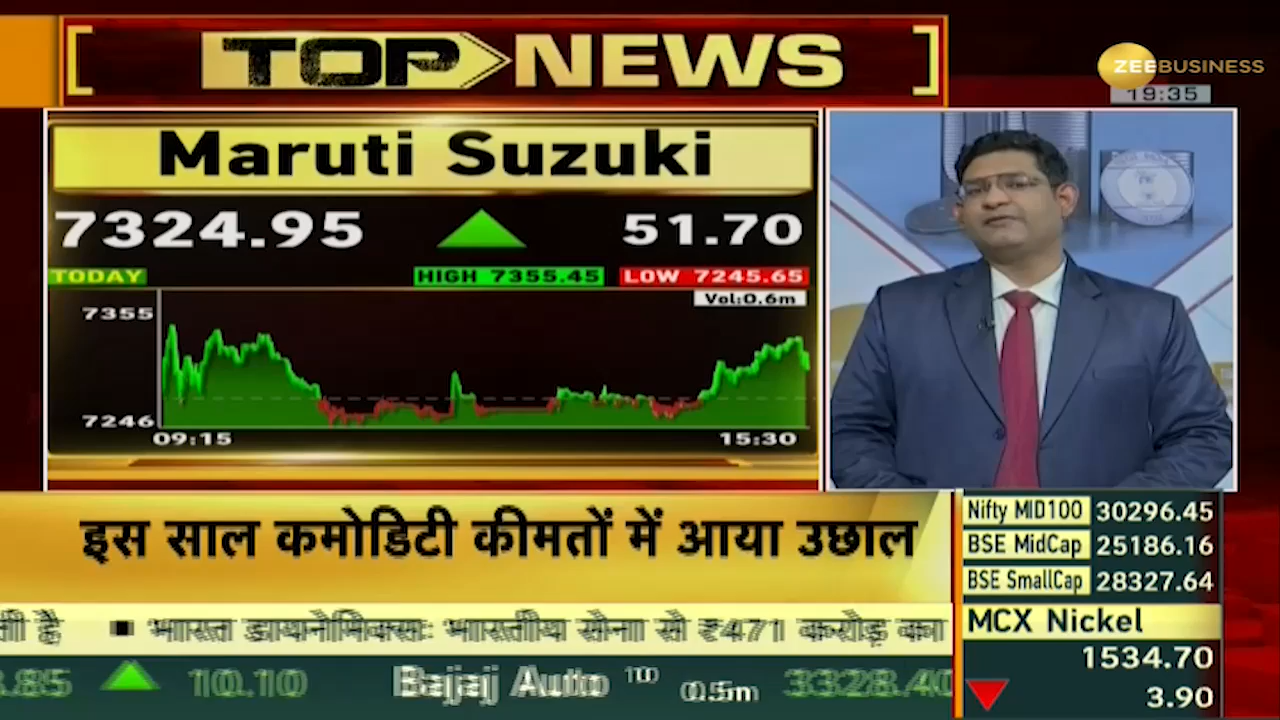 TOP NEWS
ZEEBUSINESS
19:35
Maruti Suzuki
7324.95 51.70
TODAY HIGH 7355.45 LOW 7245.65
Vol:0.6m
7355
7246
09:15 15:30
इस साल कमोडिटी कीमतों में आया उछाल
Nifty MID100 30296.45
BSE MidCap 25186.16
BSE SmallCap 28327.64
MCX Nickel
1534.70
3.90
है ■ भारत डायनेमिक्स: भारतीय सेना से ₹471 करोड़ का
10.10 Bajaj Auto 100 0.5m 3328.40